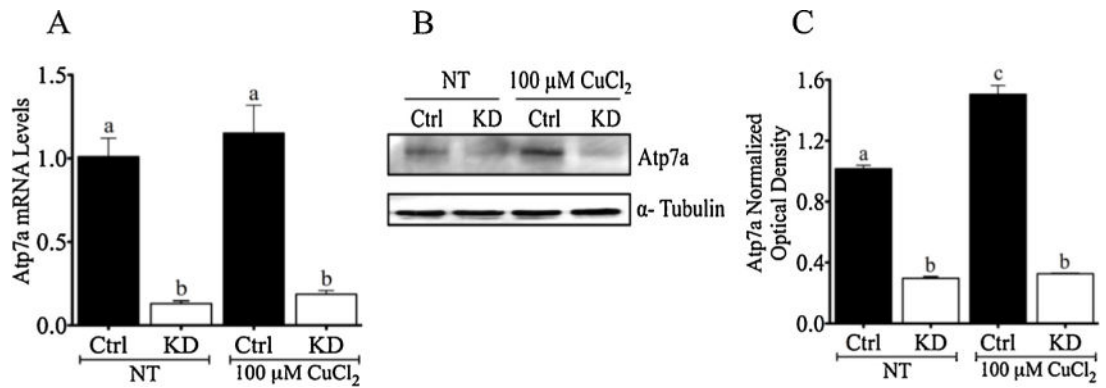 A
Atp7a mRNA Levels
1.5
1.0
0.5
0.0
a
b
a
b
Ctrl KD Ctrl KD
NT 100 µM CuCl₂
B
NT 100 µM CuCl₂
Ctrl KD Ctrl KD
Atp7a
α- Tubulin
C
Atp7a Normalized
Optical Density
1.6
1.2
0.8
0.4
0.0
a
b
c
b
Ctrl KD Ctrl KD
NT 100 µM CuCl₂